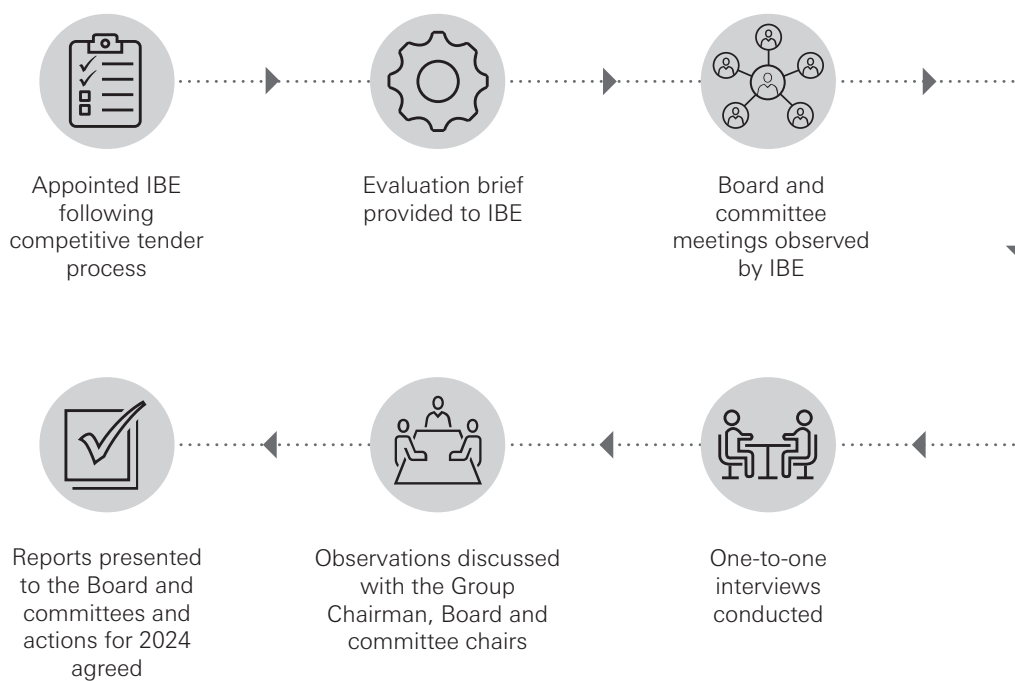 Appointed IBE
following
competitive tender
process
Evaluation brief
provided to IBE
Board and
committee
meetings observed
by IBE
One-to-one
interviews
conducted
Observations discussed
with the Group
Chairman, Board and
committee chairs
Reports presented
to the Board and
committees and
actions for 2024
agreed